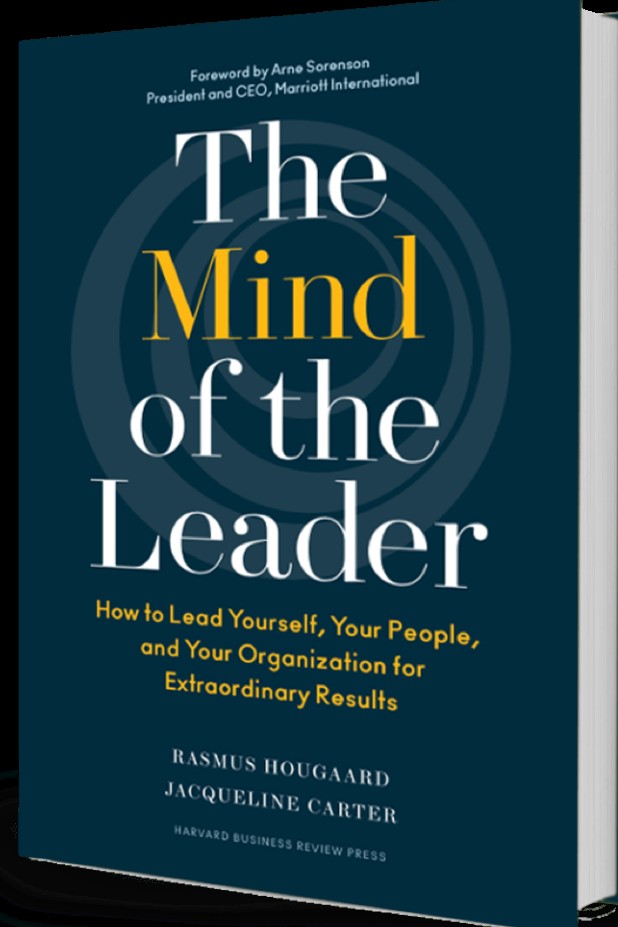 Foreword by Arne Sorenson
President and CEO, Marriott International
The
Mind
of the
Leader
How to Lead Yourself, Your People,
and Your Organization for
Extraordinary Results
RASMUS HOUGAARD
JACQUELINE CARTER
HARVARD BUSINESS REVIEW PRESS